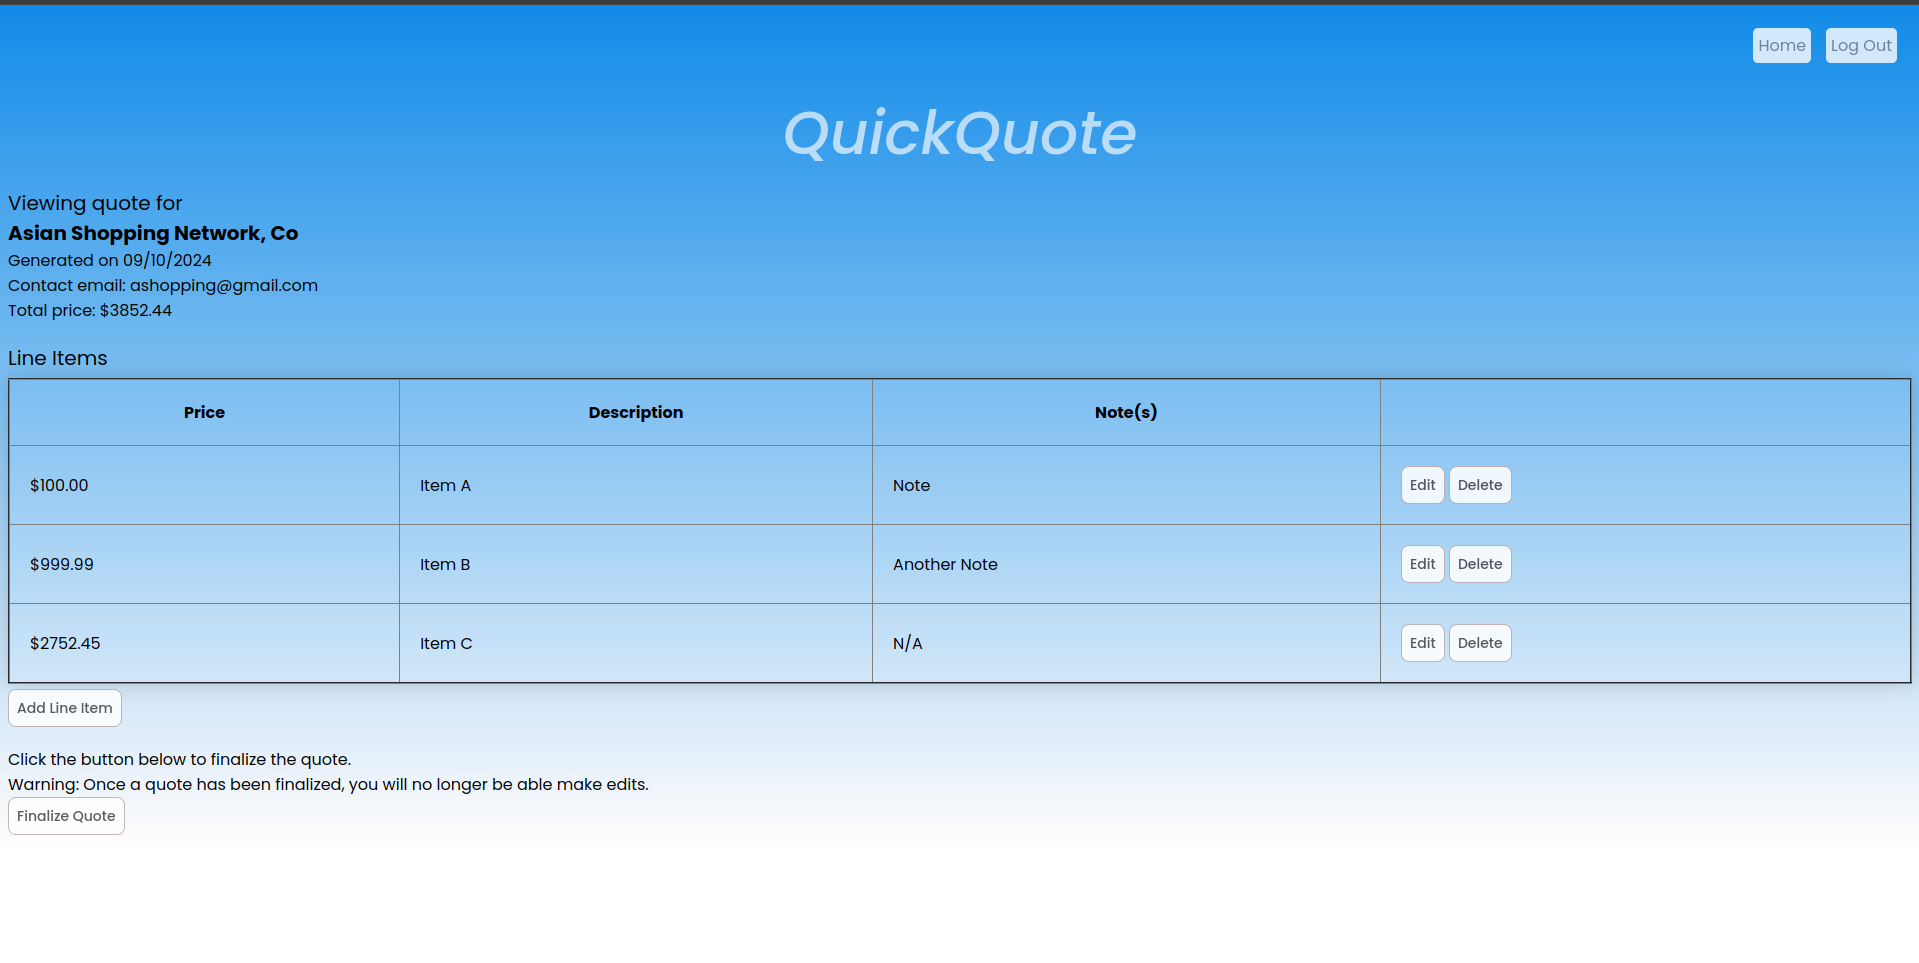 Home Log Out
QuickQuote
Viewing quote for
Asian Shopping Network, Co
Generated on 09/10/2024
Contact email: ashopping@gmail.com
Total price: $3852.44
Line Items
Price Description Note(s)
$100.00 Item A Note Edit Delete
$999.99 Item B Another Note Edit Delete
$2752.45 Item C N/A Edit Delete
Add Line Item
Click the button below to finalize the quote.
Warning: Once a quote has been finalized, you will no longer be able make edits.
Finalize Quote